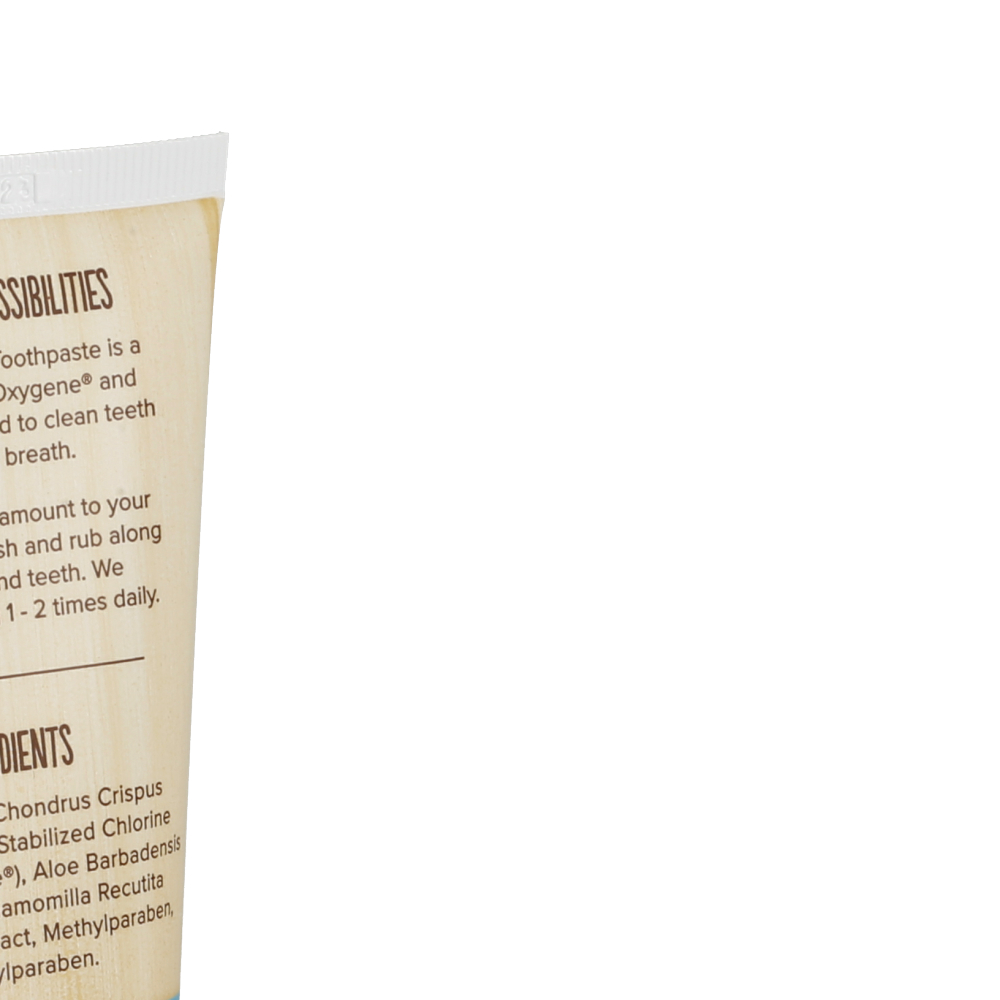 SSIBILITIES
Toothpaste is a
Oxygene® and
d to clean teeth
breath.
amount to your
sh and rub along
nd teeth. We
1 - 2 times daily.
DIENTS
Chondrus Crispus
Stabilized Chlorine
e®), Aloe Barbadensis
amomilla Recutita
act, Methylparaben,
ylparaben.